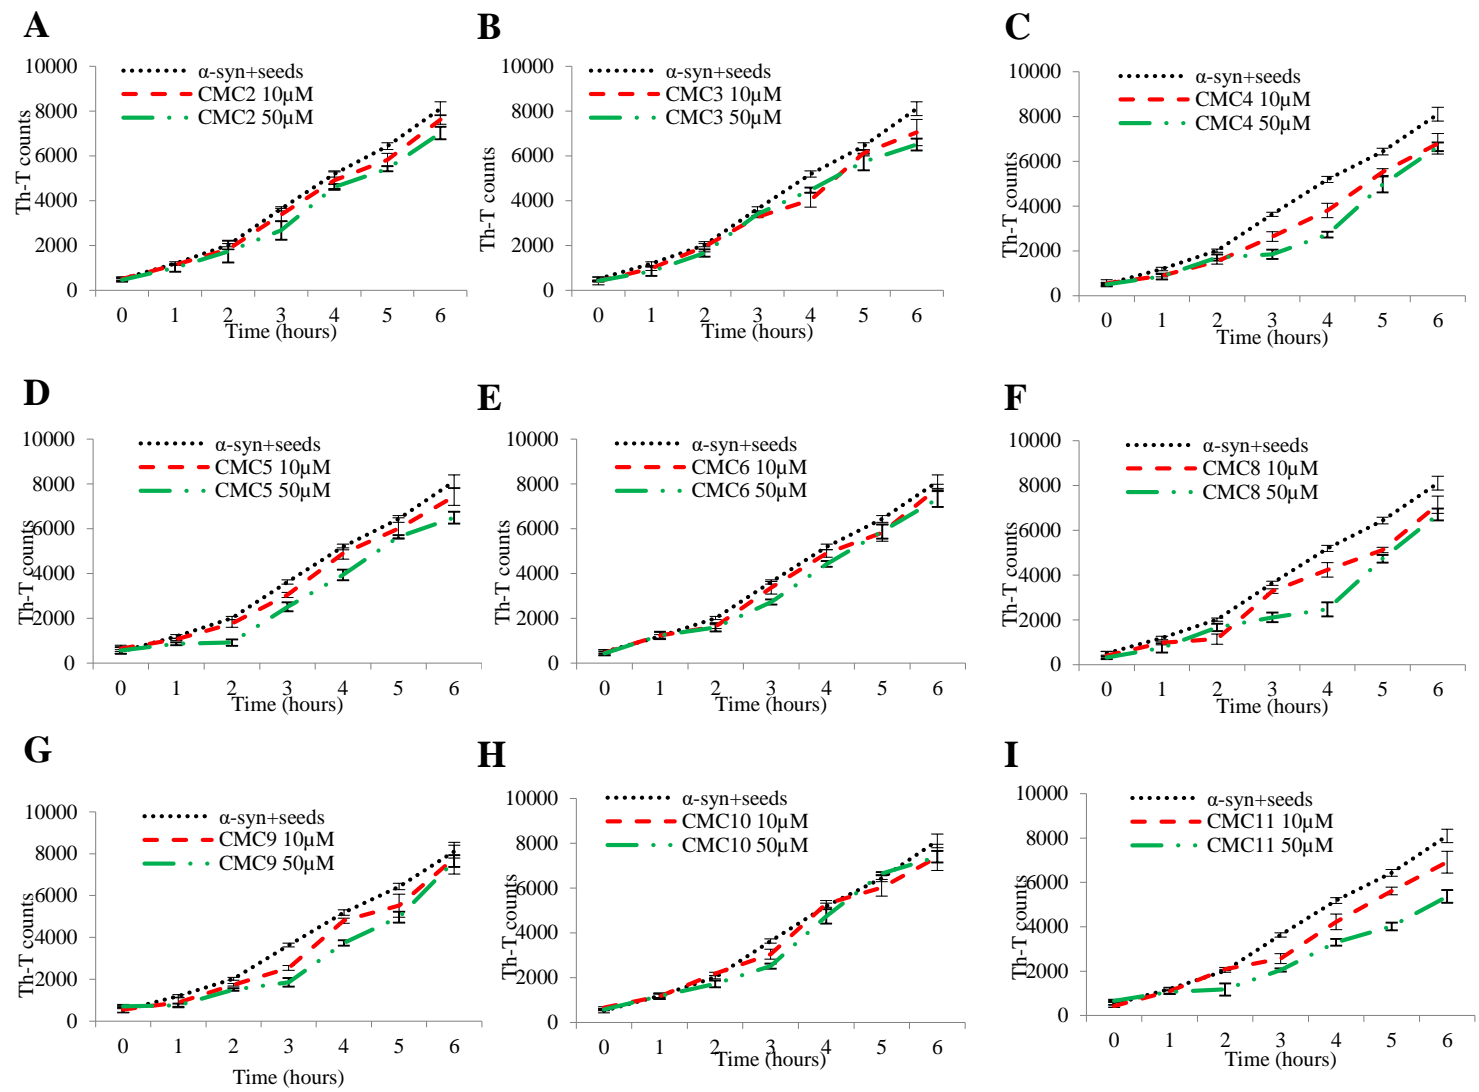 A
10000
8000
6000
4000
2000
0
Th-T counts
α-syn+seeds
CMC2 10µM
CMC2 50µM
0 1 2 3 4 5 6
Time (hours)
B
10000
8000
6000
4000
2000
0
Th-T counts
α-syn+seeds
CMC3 10µM
CMC3 50µM
0 1 2 3 4 5 6
Time (hours)
C
10000
8000
6000
4000
2000
0
Th-T counts
α-syn+seeds
CMC4 10µM
CMC4 50µM
0 1 2 3 4 5 6
Time (hours)
D
10000
8000
6000
4000
2000
0
Th-T counts
α-syn+seeds
CMC5 10µM
CMC5 50µM
0 1 2 3 4 5 6
Time (hours)
E
10000
8000
6000
4000
2000
0
Th-T counts
α-syn+seeds
CMC6 10µM
CMC6 50µM
0 1 2 3 4 5 6
Time (hours)
F
10000
8000
6000
4000
2000
0
Th-T counts
α-syn+seeds
CMC8 10µM
CMC8 50µM
0 1 2 3 4 5 6
Time (hours)
G
10000
8000
6000
4000
2000
0
Th-T counts
α-syn+seeds
CMC9 10µM
CMC9 50µM
0 1 2 3 4 5 6
Time (hours)
H
10000
8000
6000
4000
2000
0
Th-T counts
α-syn+seeds
CMC10 10µM
CMC10 50µM
0 1 2 3 4 5 6
Time (hours)
I
10000
8000
6000
4000
2000
0
Th-T counts
α-syn+seeds
CMC11 10µM
CMC11 50µM
0 1 2 3 4 5 6
Time (hours)